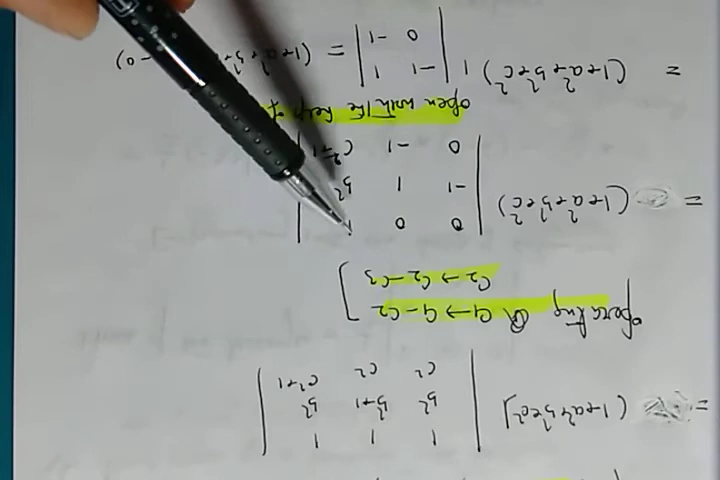 = (1+a²+b²+c²) | 1 1 1 |
| b² b²+1 b² |
| c² c² c²+1 |
operating C₁→C₁-C₂
C₂→C₂-C₃ ]
= (1+a²+b²+c²) | 0 0 1 |
| -1 1 b² |
| 0 -1 c²+1 |
open with the help of
= (1+a²+b²+c²) 1 | -1 1 |
| 0 -1 | = (1+a²+b²+c²)